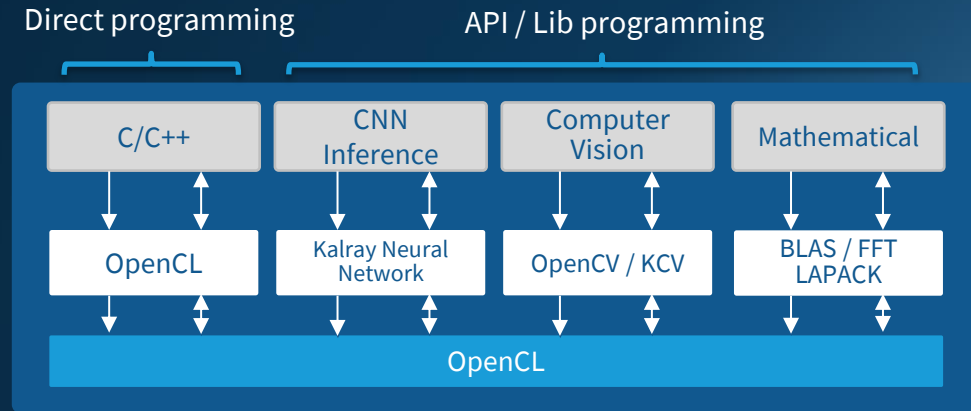 Direct programming
API / Lib programming
C/C++
CNN
Inference
Computer
Vision
Mathematical
OpenCL
Kalray Neural
Network
OpenCV / KCV
BLAS / FFT
LAPACK
OpenCL